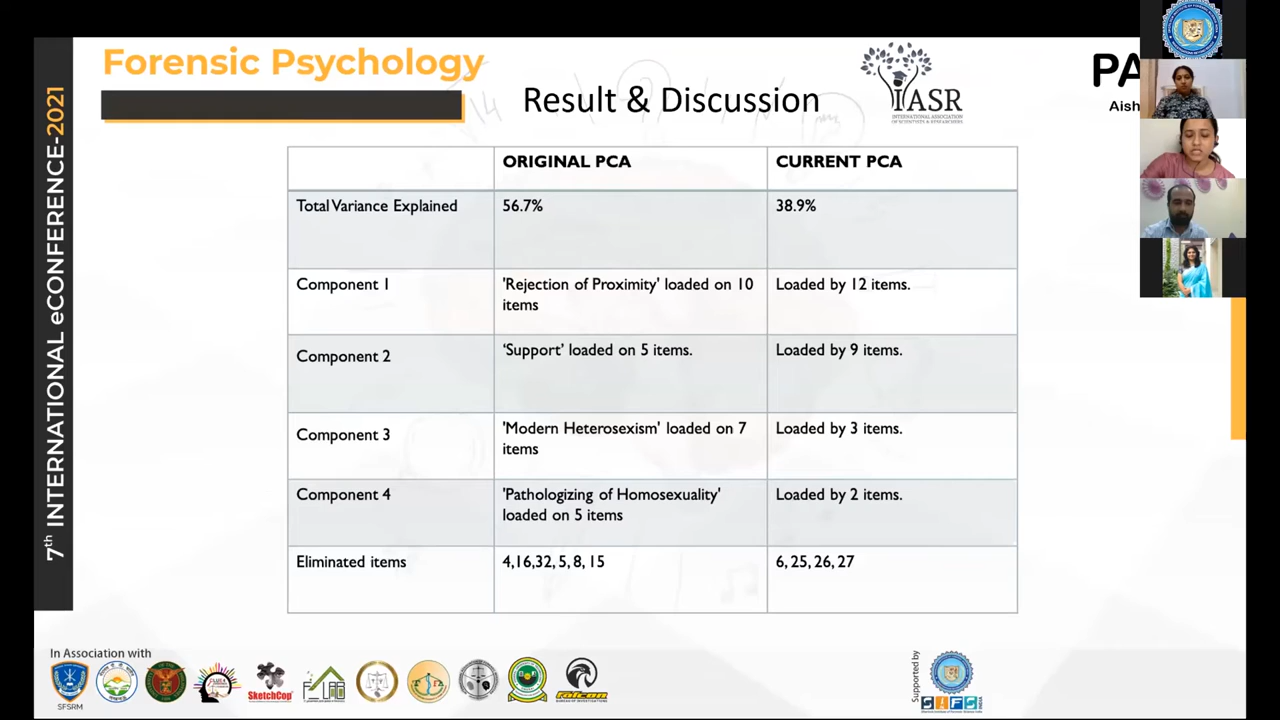 Forensic Psychology
Result & Discussion
IASR
INTERNATIONAL ASSOCIATION
OF SCIENTISTS & RESEARCHERS
PA
Aish
7th INTERNATIONAL eCONFERENCE-2021
ORIGINAL PCA CURRENT PCA
Total Variance Explained 56.7% 38.9%
Component 1 'Rejection of Proximity' loaded on 10 Loaded by 12 items.
items
Component 2 ‘Support’ loaded on 5 items. Loaded by 9 items.
Component 3 'Modern Heterosexism' loaded on 7 Loaded by 3 items.
items
Component 4 'Pathologizing of Homosexuality' Loaded by 2 items.
loaded on 5 items
Eliminated items 4,16,32, 5, 8, 15 6, 25, 26, 27
In Association with
SFSRM
SketchCop
FALCON
BUREAU OF INVESTIGATIONS
Supported by
SIFS
INDIA